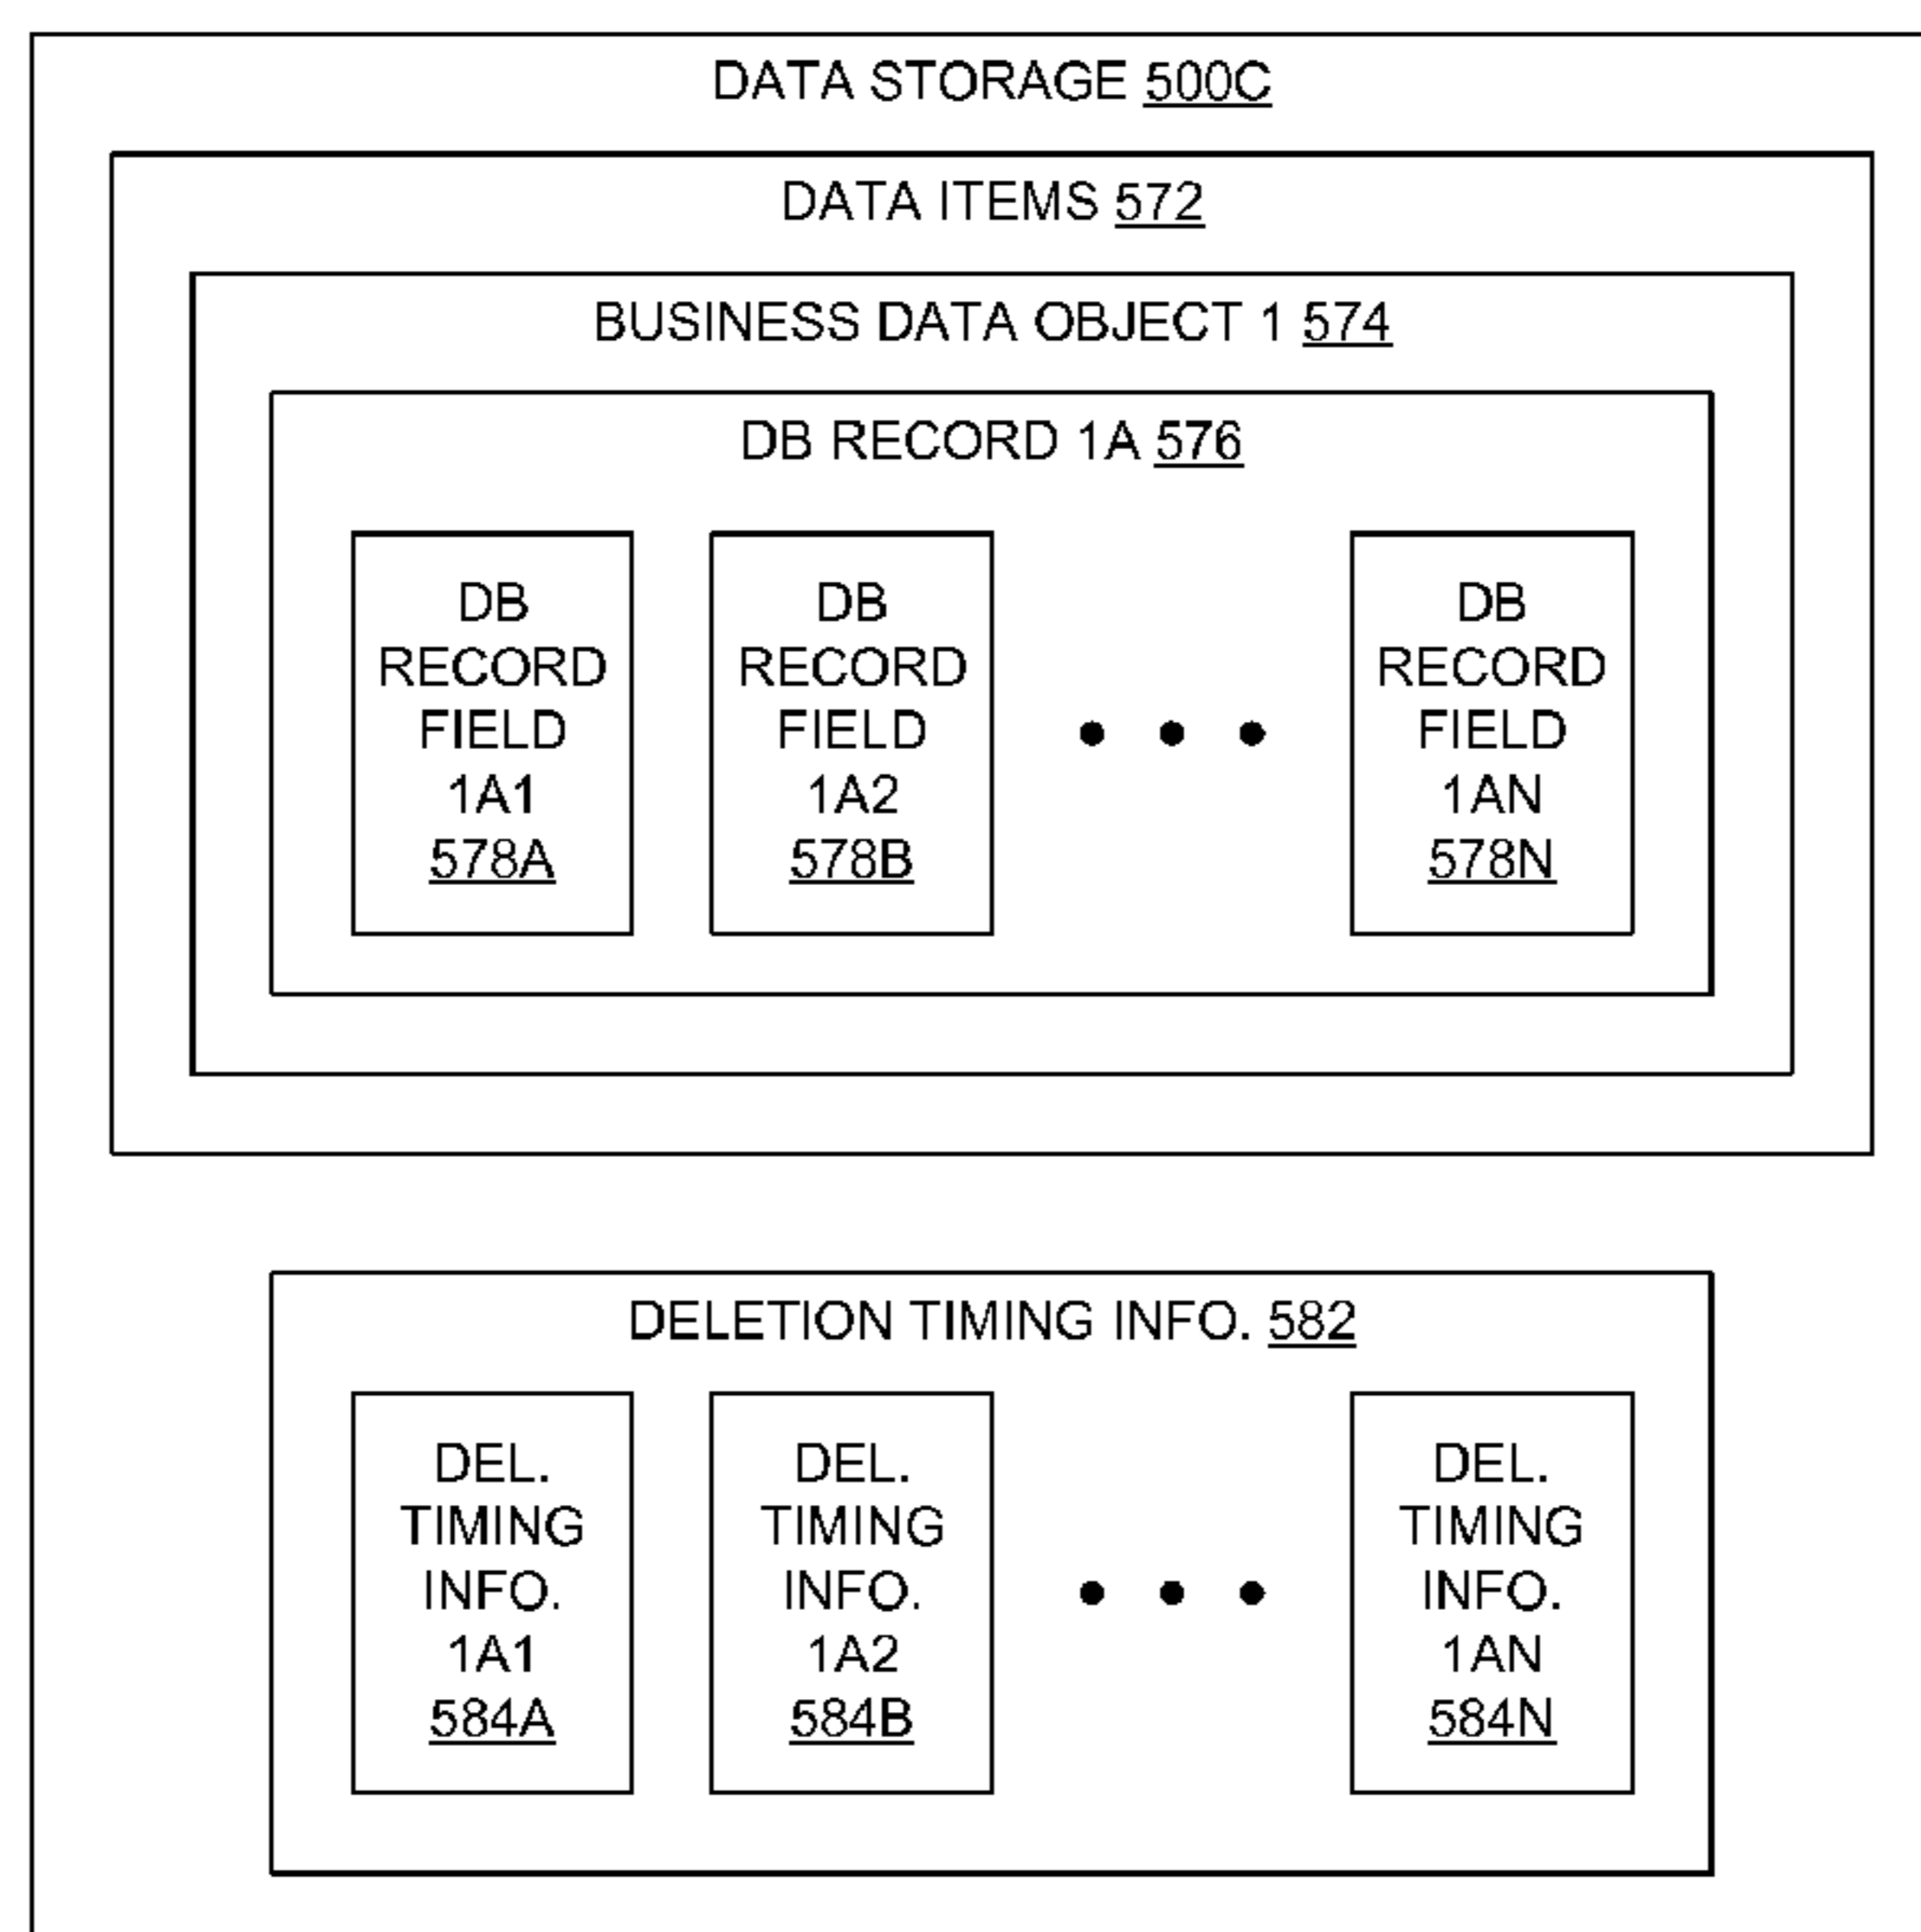 DATA STORAGE 500C
DATA ITEMS 572
BUSINESS DATA OBJECT 1 574
DB RECORD 1A 576
DB
RECORD
FIELD
1A1
578A
DB
RECORD
FIELD
1A2
578B
DB
RECORD
FIELD
1AN
578N
DELETION TIMING INFO. 582
DEL.
TIMING
INFO.
1A1
584A
DEL.
TIMING
INFO.
1A2
584B
DEL.
TIMING
INFO.
1AN
584N